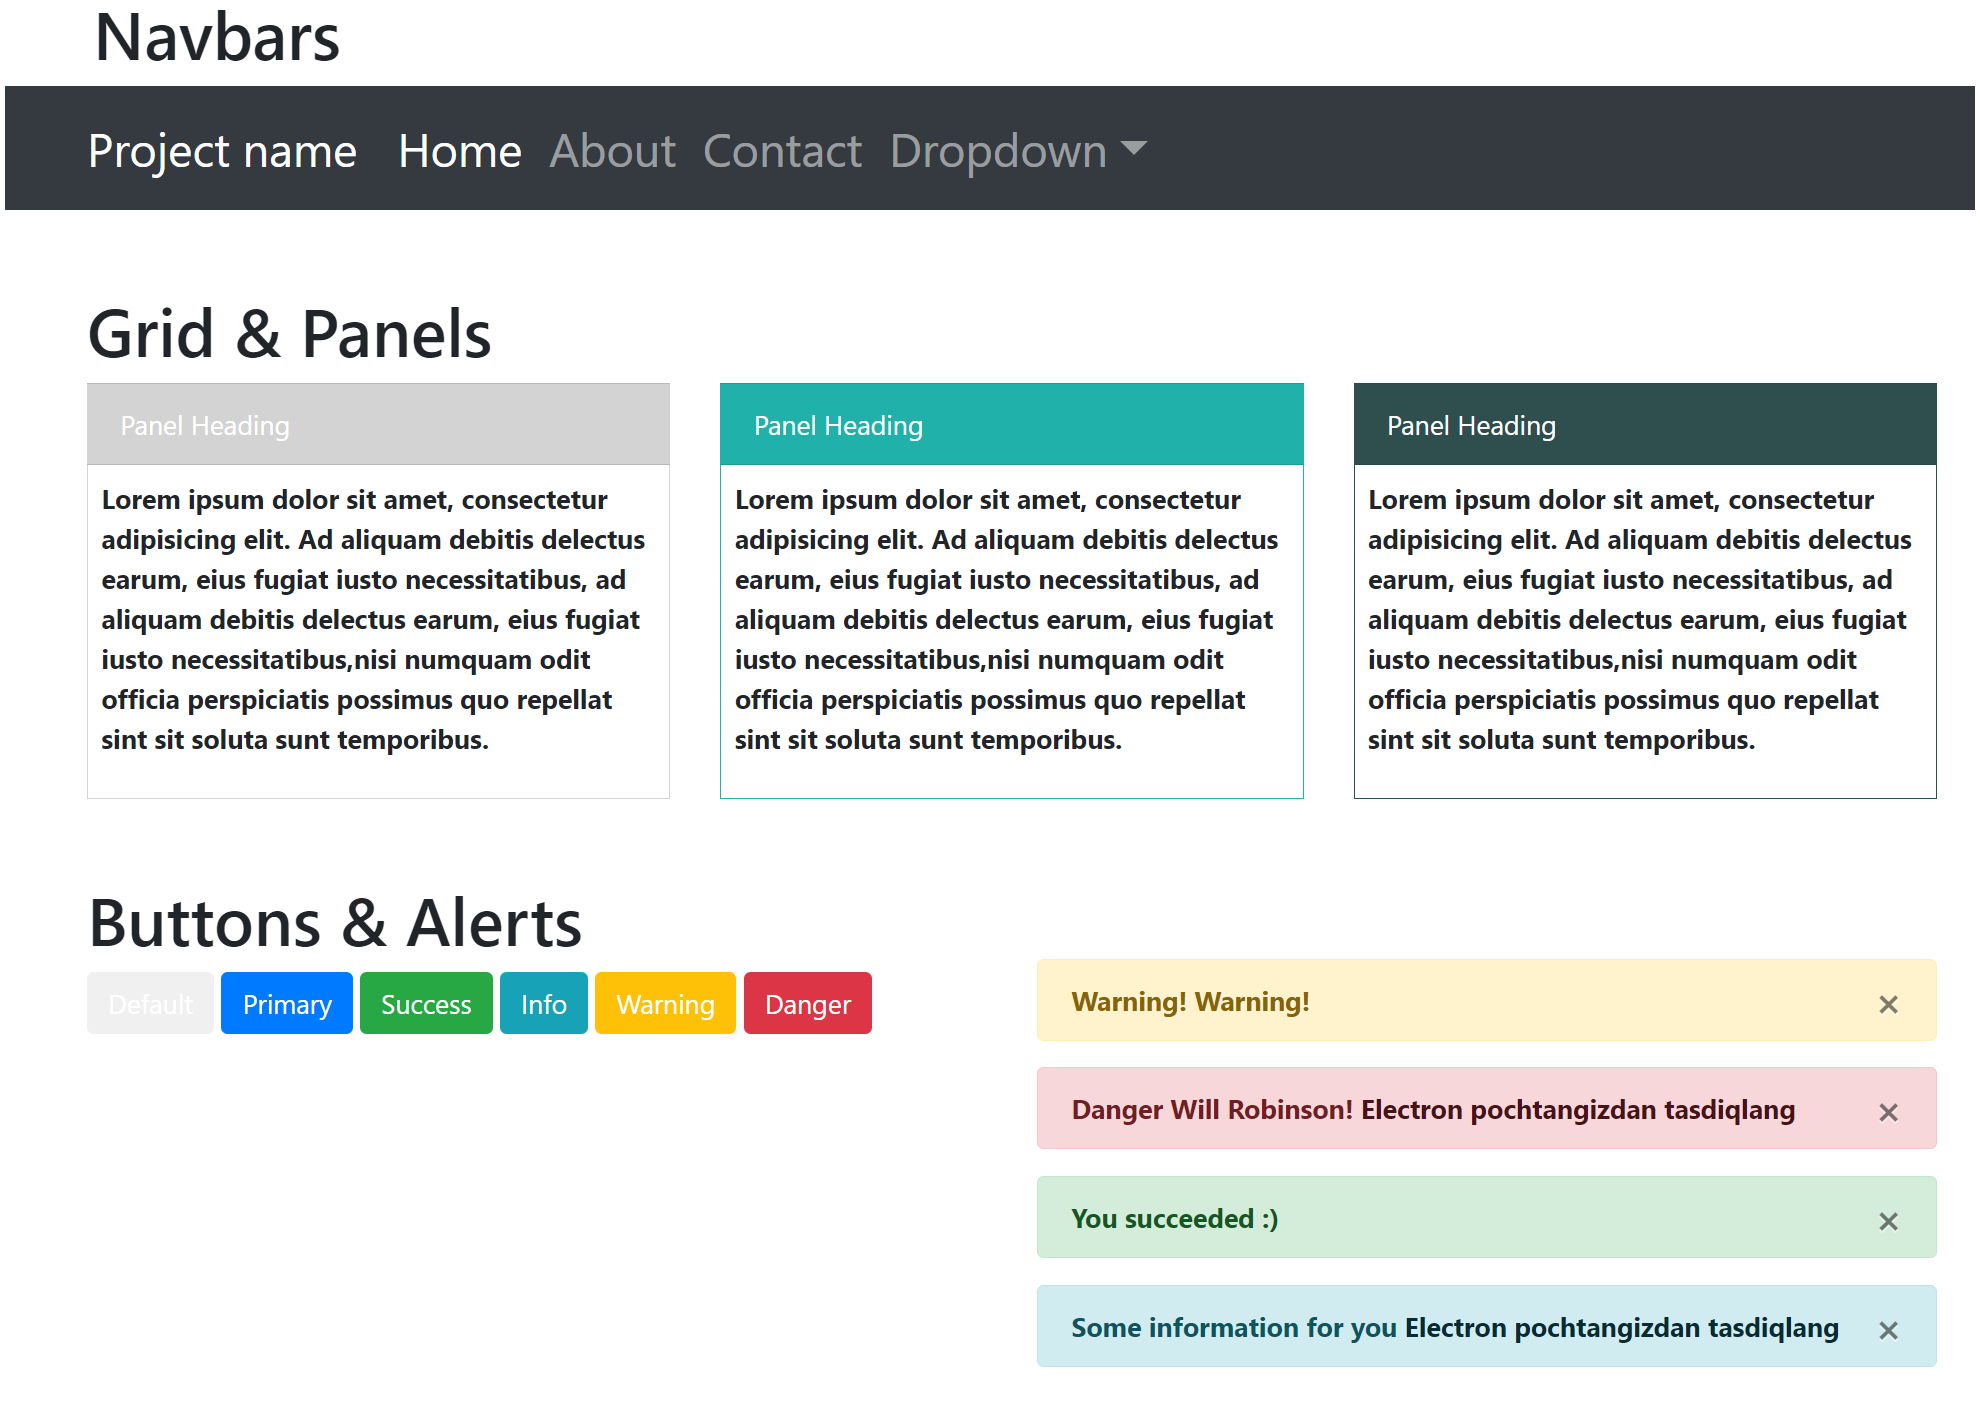 Navbars
Project name Home About Contact Dropdown
Grid & Panels
Panel Heading
Lorem ipsum dolor sit amet, consectetur
adipisicing elit. Ad aliquam debitis delectus
earum, eius fugiat iusto necessitatibus, ad
aliquam debitis delectus earum, eius fugiat
iusto necessitatibus,nisi numquam odit
officia perspiciatis possimus quo repellat
sint sit soluta sunt temporibus.
Panel Heading
Lorem ipsum dolor sit amet, consectetur
adipisicing elit. Ad aliquam debitis delectus
earum, eius fugiat iusto necessitatibus, ad
aliquam debitis delectus earum, eius fugiat
iusto necessitatibus,nisi numquam odit
officia perspiciatis possimus quo repellat
sint sit soluta sunt temporibus.
Panel Heading
Lorem ipsum dolor sit amet, consectetur
adipisicing elit. Ad aliquam debitis delectus
earum, eius fugiat iusto necessitatibus, ad
aliquam debitis delectus earum, eius fugiat
iusto necessitatibus,nisi numquam odit
officia perspiciatis possimus quo repellat
sint sit soluta sunt temporibus.
Buttons & Alerts
Default Primary Success Info Warning Danger
Warning! Warning! ×
Danger Will Robinson! Electron pochtangizdan tasdiqlang ×
You succeeded :) ×
Some information for you Electron pochtangizdan tasdiqlang ×